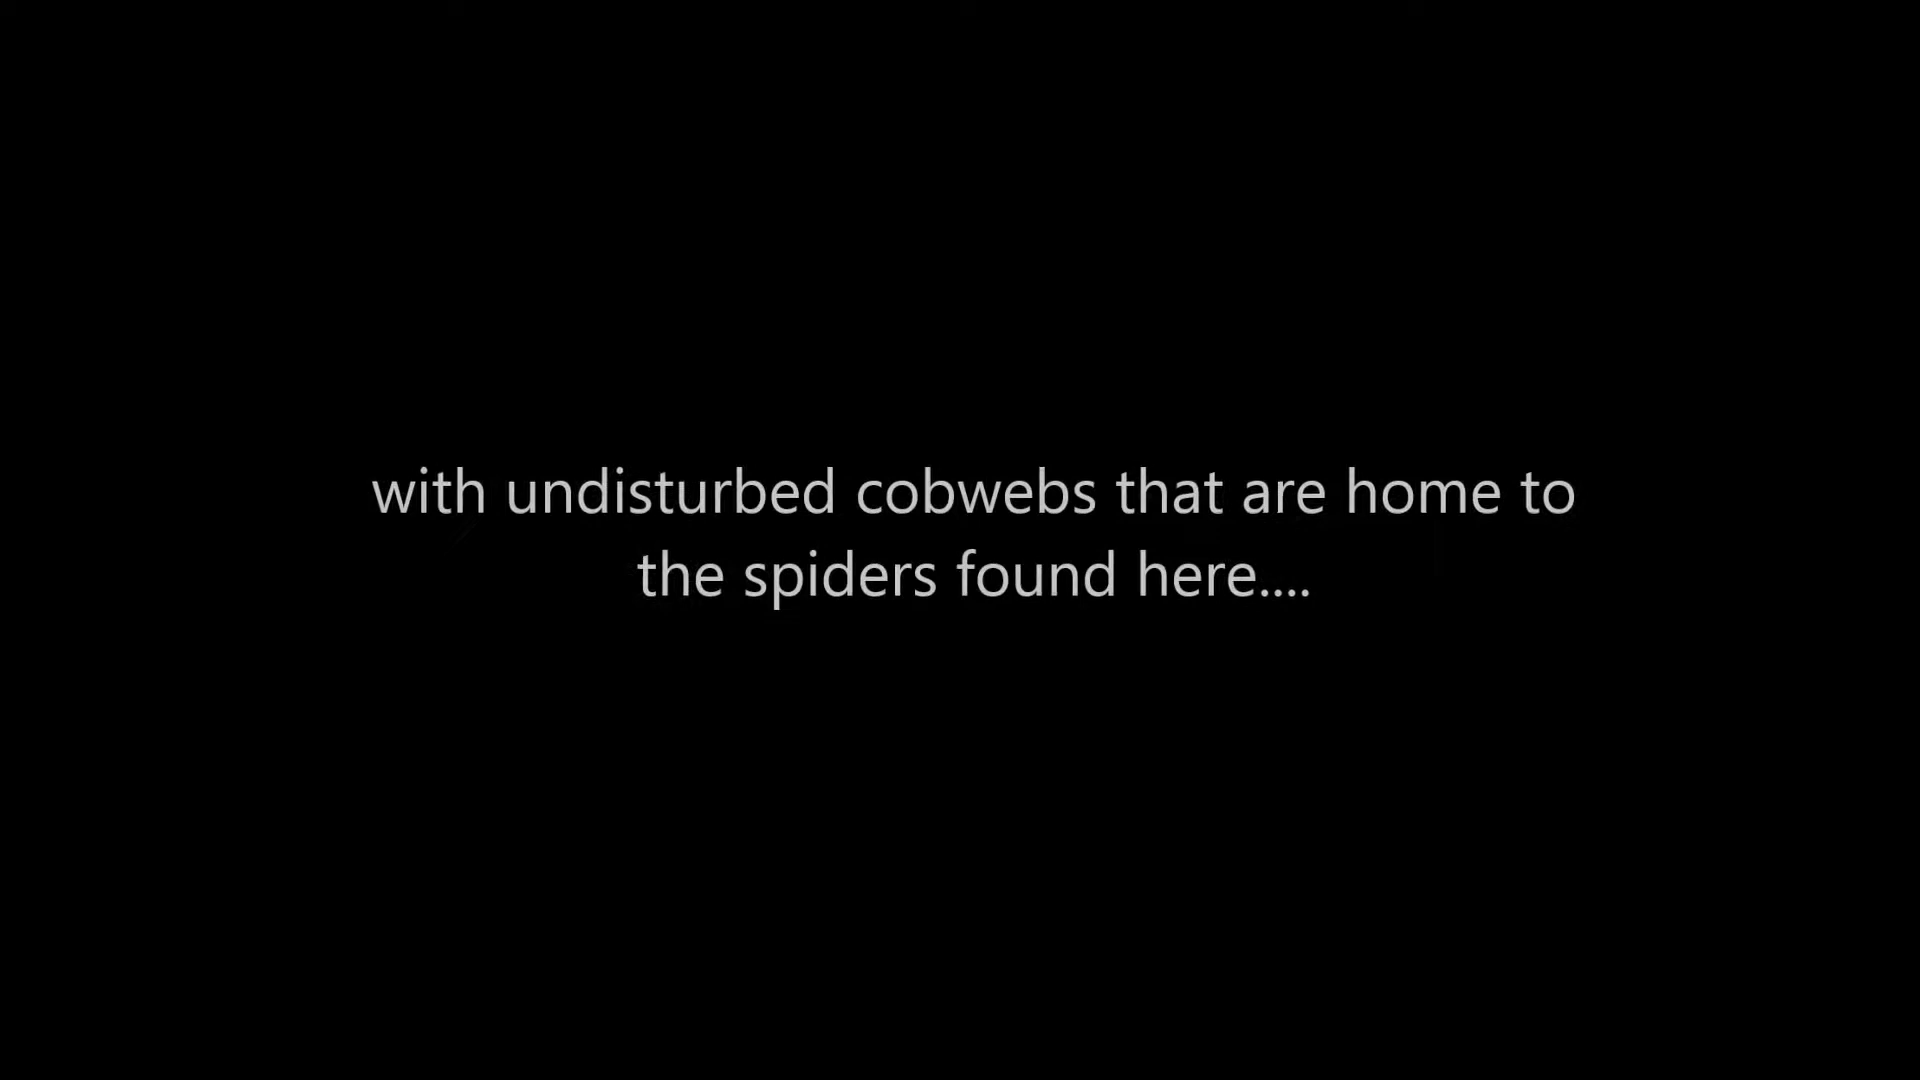 with undisturbed cobwebs that are home to
the spiders found here....